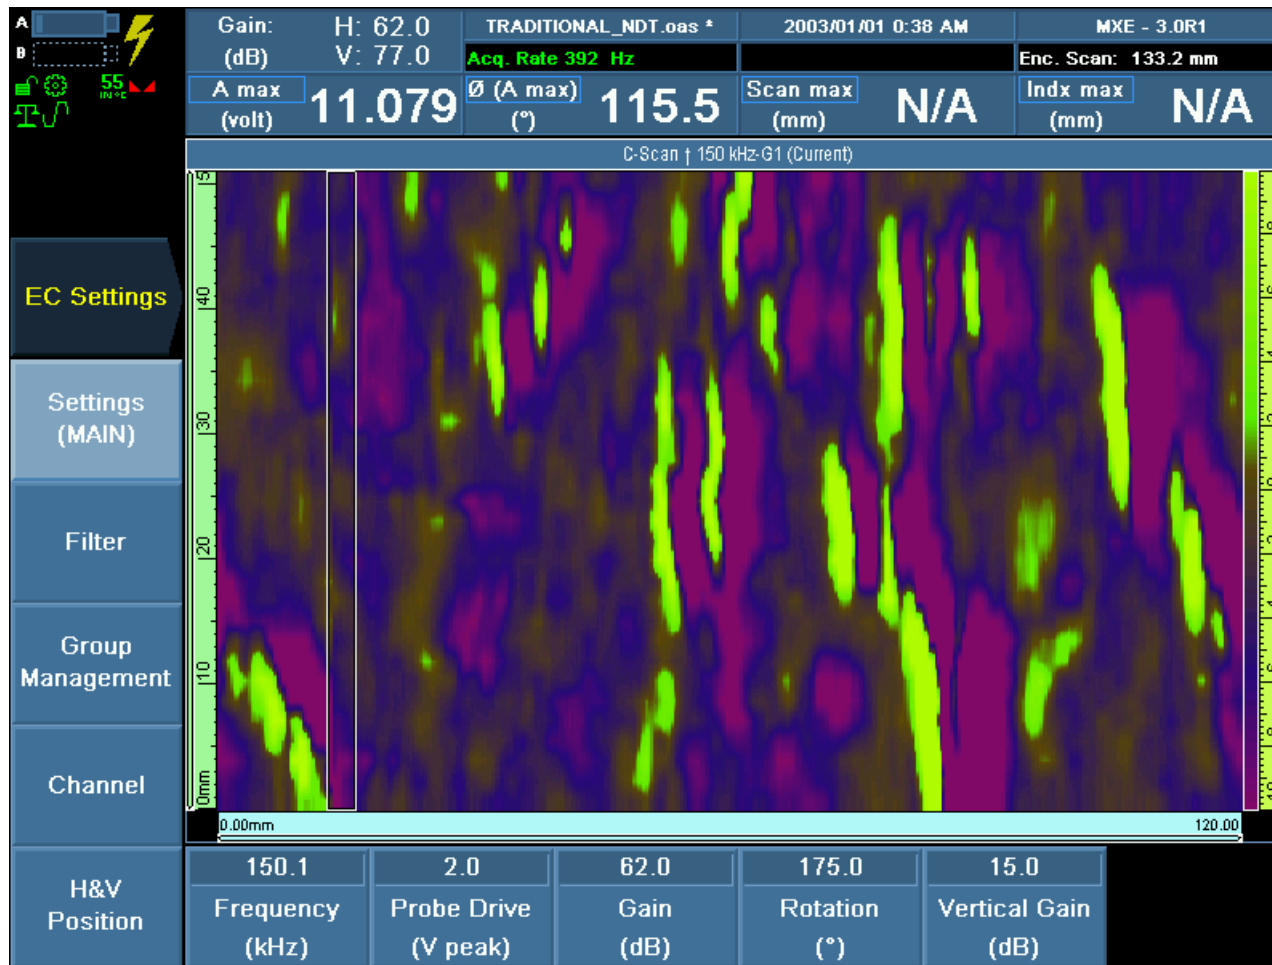 A
B
55
IN °C
Gain: H: 62.0
(dB) V: 77.0
TRADITIONAL_NDT.oas *
2003/01/01 0:38 AM
MXE - 3.0R1
Acq. Rate 392 Hz
Enc. Scan: 133.2 mm
A max
(volt)
11.079
Ø (A max)
(°)
115.5
Scan max
(mm)
N/A
Indx max
(mm)
N/A
C-Scan † 150 kHz-G1 (Current)
EC Settings
Settings
(MAIN)
Filter
Group
Management
Channel
H&V
Position
40
30
20
10
0mm
0.00mm
120.00
150.1
Frequency
(kHz)
2.0
Probe Drive
(V peak)
62.0
Gain
(dB)
175.0
Rotation
(°)
15.0
Vertical Gain
(dB)